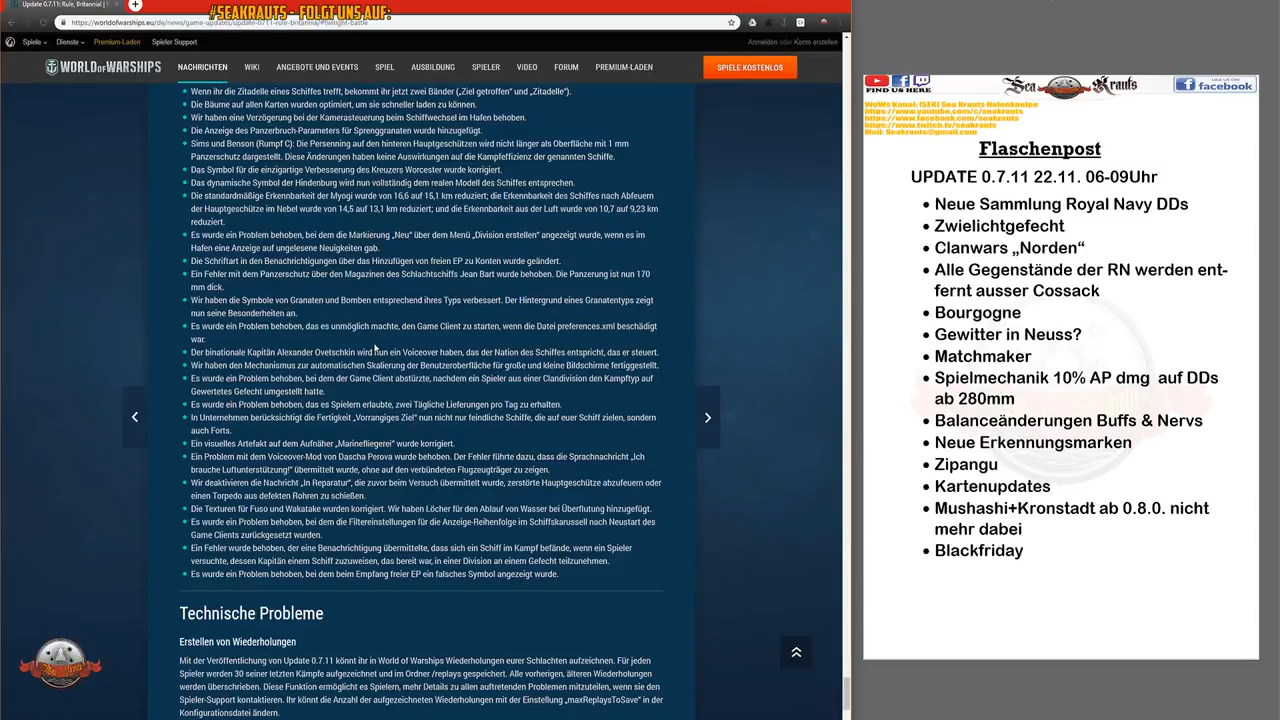 Update 0.7.11: Rule, Britannia! |
#SEAKRAUTS - FOLGT UNS AUF:
https://worldofwarships.eu/de/news/game-updates/update-0711-rule-britannia/#twilight-battle
Spiele Dienste Premium-Laden Spieler Support
Anmelden oder Konto erstellen
WORLD OF WARSHIPS NACHRICHTEN WIKI ANGEBOTE UND EVENTS SPIEL AUSBILDUNG SPIELER VIDEO FORUM PREMIUM-LADEN SPIELE KOSTENLOS
Wenn ihr die Zitadelle eines Schiffes trefft, bekommt ihr jetzt zwei Bänder („Ziel getroffen“ und „Zitadelle“).
Die Bäume auf allen Karten wurden optimiert, um sie schneller laden zu können.
Wir haben eine Verzögerung bei der Kamerasteuerung beim Schiffwechsel im Hafen behoben.
Die Anzeige des Panzerbruch-Parameters für Sprenggranaten wurde hinzugefügt.
Sims und Benson (Rumpf C): Die Persenning auf den hinteren Hauptgeschützen wird nicht länger als Oberfläche mit 1 mm
Panzerschutz dargestellt. Diese Änderungen haben keine Auswirkungen auf die Kampfeffizienz der genannten Schiffe.
Das Symbol für die einzigartige Verbesserung des Kreuzers Worcester wurde korrigiert.
Das dynamische Symbol der Hindenburg wird nun vollständig dem realen Modell des Schiffes entsprechen.
Die standardmäßige Erkennbarkeit der Myogi wurde von 16,6 auf 15,1 km reduziert; die Erkennbarkeit des Schiffes nach Abfeuern
der Hauptgeschütze im Nebel wurde von 14,5 auf 13,1 km reduziert; und die Erkennbarkeit aus der Luft wurde von 10,7 auf 9,23 km
reduziert.
Es wurde ein Problem behoben, bei dem die Markierung „Neu“ über dem Menü „Division erstellen“ angezeigt wurde, wenn es im
Hafen eine Anzeige auf ungelesene Neuigkeiten gab.
Die Schriftart in den Benachrichtigungen über das Hinzufügen von freien EP zu Konten wurde geändert.
Ein Fehler mit dem Panzerschutz über den Magazinen des Schlachtschiffs Jean Bart wurde behoben. Die Panzerung ist nun 170
mm dick.
Wir haben die Symbole von Granaten und Bomben entsprechend ihres Typs verbessert. Der Hintergrund eines Granatentyps zeigt
nun seine Besonderheiten an.
Es wurde ein Problem behoben, das es unmöglich machte, den Game Client zu starten, wenn die Datei preferences.xml beschädigt
war.
Der binationale Kapitän Alexander Ovetschkin wird nun ein Voiceover haben, das der Nation des Schiffes entspricht, das er steuert.
Wir haben den Mechanismus zur automatischen Skalierung der Benutzeroberfläche für große und kleine Bildschirme fertiggestellt.
Es wurde ein Problem behoben, bei dem der Game Client abstürzte, nachdem ein Spieler aus einer Clandivision den Kampftyp auf
Gewertetes Gefecht umgestellt hatte.
Es wurde ein Problem behoben, das es Spielern erlaubte, zwei Tägliche Lieferungen pro Tag zu erhalten.
In Unternehmen berücksichtigt die Fertigkeit „Vorrangiges Ziel“ nun nicht nur feindliche Schiffe, die auf euer Schiff zielen, sondern
auch Forts.
Ein visuelles Artefakt auf dem Aufnäher „Marineflieger“ wurde korrigiert.
Ein Problem mit dem Voiceover-Mod von Dascha Perova wurde behoben. Der Fehler führte dazu, dass die Sprachnachricht „Ich
brauche Luftunterstützung!“ übermittelt wurde, ohne auf den verbündeten Flugzeugträger zu zeigen.
Wir deaktivieren die Nachricht „In Reparatur“, die zuvor beim Versuch übermittelt wurde, zerstörte Hauptgeschütze abzufeuern oder
einen Torpedo aus defekten Rohren zu schießen.
Die Texturen für Fuso und Wakatake wurden korrigiert. Wir haben Löcher für den Ablauf von Wasser bei Überflutung hinzugefügt.
Es wurde ein Problem behoben, bei dem die Filtereinstellungen für die Anzeige-Reihenfolge im Schiffskarussell nach Neustart des
Game Clients zurückgesetzt wurden.
Ein Fehler wurde behoben, der eine Benachrichtigung übermittelte, dass sich ein Schiff im Kampf befände, wenn ein Spieler
versuchte, dessen Kapitän einem Schiff zuzuweisen, das bereit war, in einer Division an einem Gefecht teilzunehmen.
Es wurde ein Problem behoben, bei dem beim Empfang freier EP ein falsches Symbol angezeigt wurde.
Technische Probleme
Erstellen von Wiederholungen
Mit der Veröffentlichung von Update 0.7.11 könnt ihr in World of Warships Wiederholungen eurer Schlachten aufzeichnen. Für jeden
Spieler werden 30 seiner letzten Kämpfe aufgezeichnet und im Ordner /replays gespeichert. Alle vorherigen, älteren Wiederholungen
werden überschrieben. Diese Funktion ermöglicht es Spielern, mehr Details zu allen auftretenden Problemen mitzuteilen, wenn sie den
Spieler-Support kontaktieren. Ihr könnt die Anzahl der aufgezeichneten Wiederholungen mit der Einstellung „maxReplaysToSave“ in der
Konfigurationsdatei ändern.
FIND US HERE
Sea Krauts
facebook
WoWs Kanal: ISEKI Sea Krauts Hafenkneipe
https://www.youtube.com/c/seakrauts
https://www.facebook.com/seakrauts
https://www.twitch.tv/seakrauts
Mail: Seakrauts@gmail.com
Flaschenpost
UPDATE 0.7.11 22.11. 06-09Uhr
• Neue Sammlung Royal Navy DDs
• Zwielichtgefecht
• Clanwars „Norden“
• Alle Gegenstände der RN werden ent-
fernt ausser Cossack
• Bourgogne
• Gewitter in Neuss?
• Matchmaker
• Spielmechanik 10% AP dmg auf DDs
ab 280mm
• Balanceänderungen Buffs & Nervs
• Neue Erkennungsmarken
• Zipangu
• Kartenupdates
• Mushashi+Kronstadt ab 0.8.0. nicht
mehr dabei
• Blackfriday